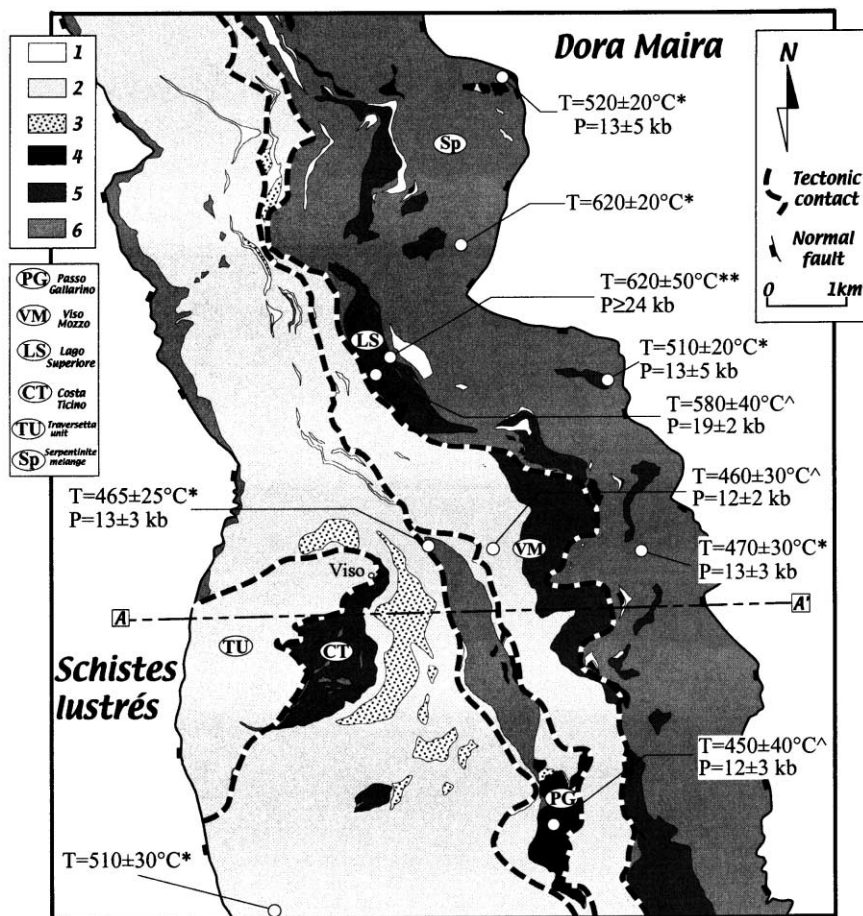 1
2
3
4
5
6
PG Passo Gallarino
VM Viso Mozzo
LS Lago Superiore
CT Costa Ticino
TU Traversetta unit
Sp Serpentinite melange
Dora Maira
N
Tectonic contact
Normal fault
0 1km
T=520±20°C*
P=13±5 kb
Sp
T=620±20°C*
T=620±50°C**
P≥24 kb
LS
T=510±20°C*
P=13±5 kb
T=580±40°C^
P=19±2 kb
T=465±25°C*
P=13±3 kb
T=460±30°C^
P=12±2 kb
VM
T=470±30°C*
P=13±3 kb
Viso
A
A'
TU
CT
Schistes
lustrés
T=450±40°C^
P=12±3 kb
PG
T=510±30°C*